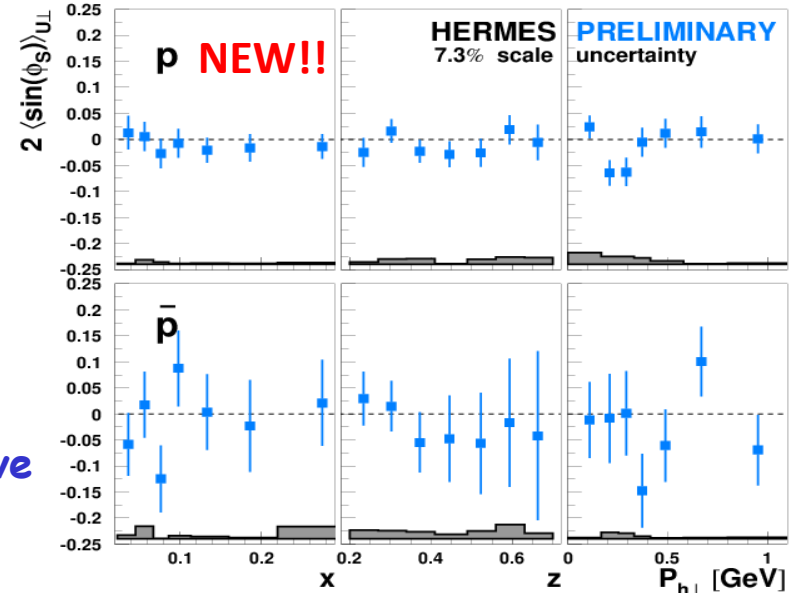 2 ⟨sin(ϕS)⟩U⊥
0.25
0.2
0.15
0.1
0.05
0
-0.05
-0.1
-0.15
-0.2
-0.25
p NEW!!
HERMES PRELIMINARY
7.3% scale uncertainty
0.25
0.2
0.15
0.1
0.05
0
-0.05
-0.1
-0.15
-0.2
-0.25
p̄
ve
0.1 0.2 0.2 0.4 0.6 0 0.5 1
x z Ph⊥ [GeV]